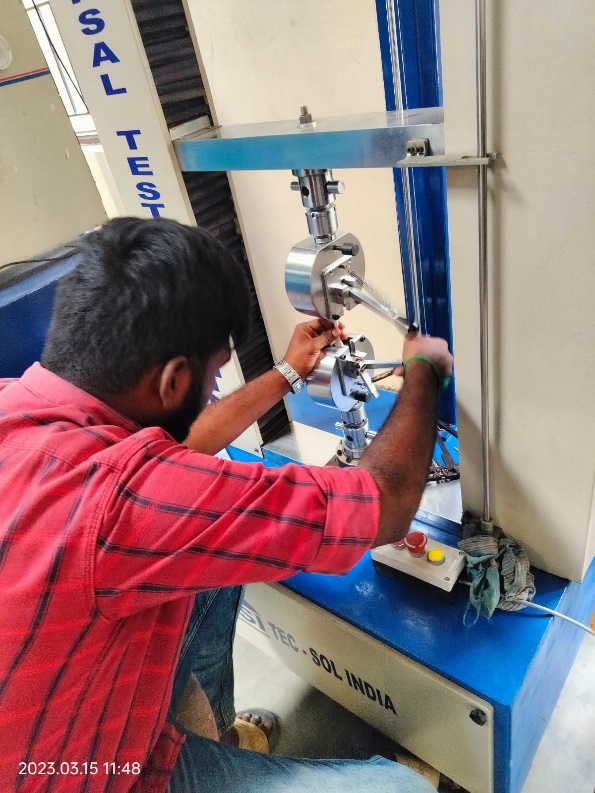 SAL TEST
TEC - SOL INDIA
2023.03.15 11:48